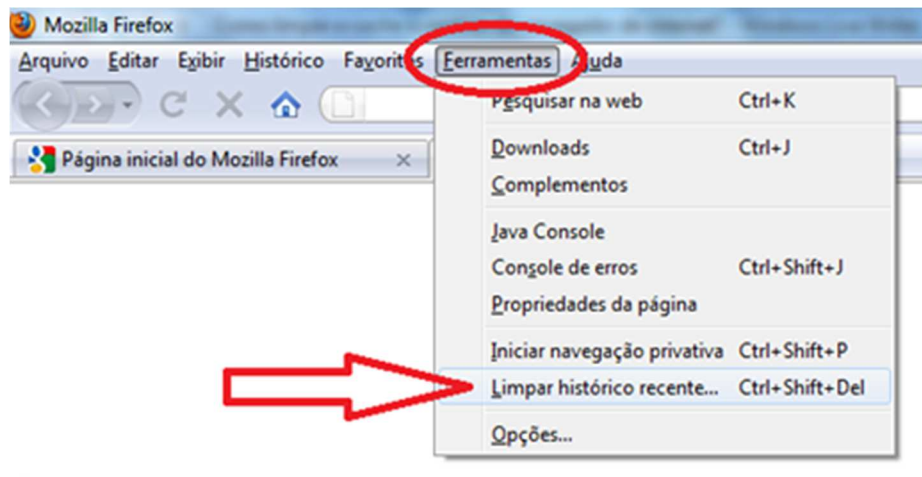 Mozilla Firefox
Arquivo Editar Exibir Histórico Favoritos Ferramentas Ajuda
Pesquisar na web Ctrl+K
Página inicial do Mozilla Firefox
Downloads Ctrl+J
Complementos
Java Console
Console de erros Ctrl+Shift+J
Propriedades da página
Iniciar navegação privativa Ctrl+Shift+P
Limpar histórico recente... Ctrl+Shift+Del
Opções...